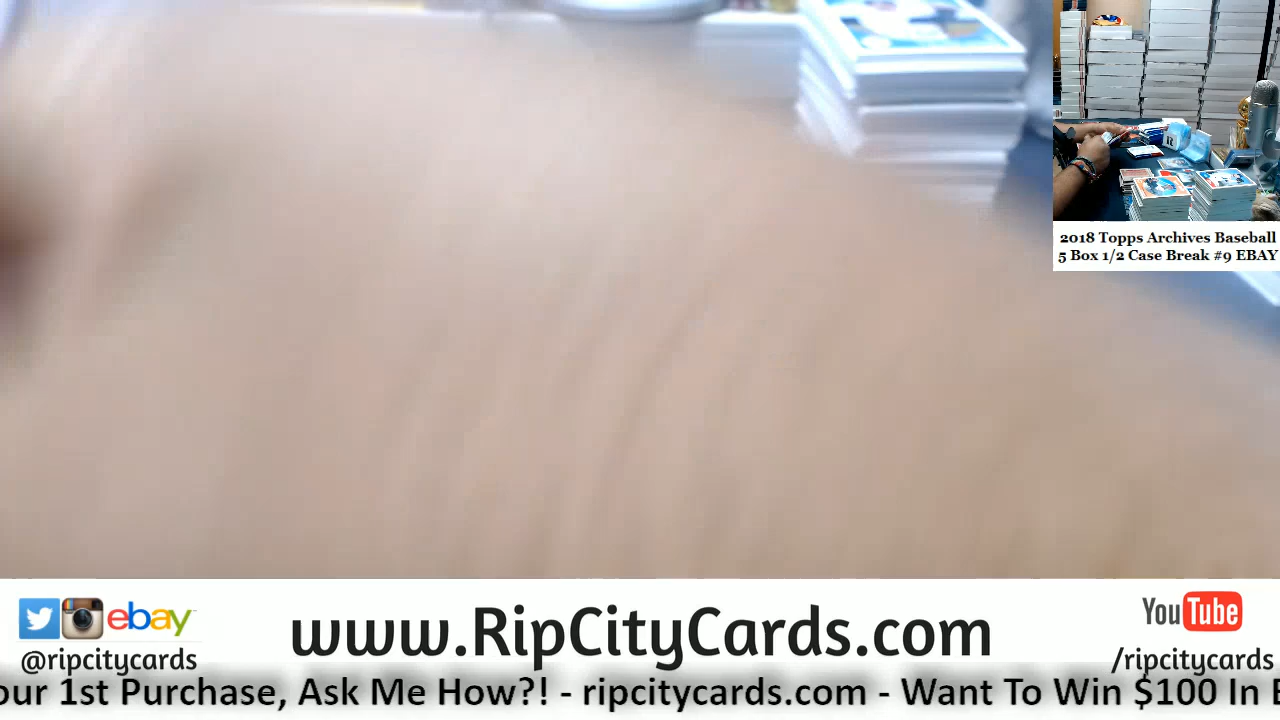 2018 Topps Archives Baseball
5 Box 1/2 Case Break #9 EBAY
ebay
www.RipCityCards.com
YouTube
@ripcitycards
/ripcitycards
our 1st Purchase, Ask Me How?! - ripcitycards.com - Want To Win $100 In